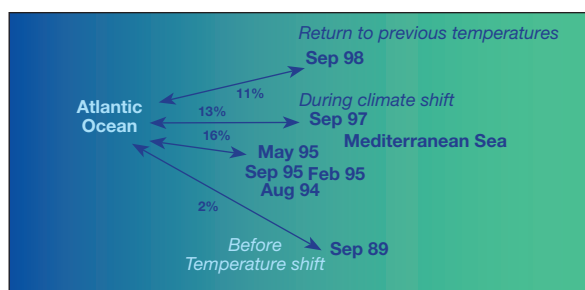 Return to previous temperatures
Sep 98
11%
Atlantic
Ocean
During climate shift
13%
Sep 97
16%
Mediterranean Sea
May 95
Sep 95 Feb 95
Aug 94
2%
Before
Temperature shift
Sep 89